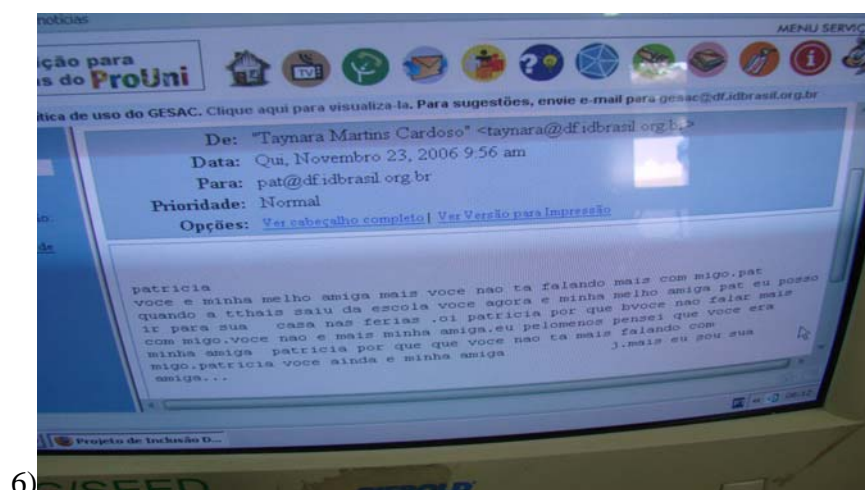 noticias
MENU SERVIÇ
ição para
s do ProUni
TV
ítica de uso do GESAC. Clique aqui para visualiza-la. Para sugestões, envie e-mail para gesac@df.idbrasil.org.br
De: "Taynara Martins Cardoso" <taynara@df.idbrasil.org.br>
Data: Qui, Novembro 23, 2006 9:56 am
Para: pat@df.idbrasil.org.br
Prioridade: Normal
Opções: Ver cabeçalho completo | Ver Versão para Impressão
de
patricia
voce e minha melho amiga mais voce nao ta falando mais com migo.pat
quando a tthais saiu da escola voce agora e minha melho amiga pat eu posso
ir para sua casa nas ferias .oi patricia por que bvoce nao falar mais
com migo.voce nao e mais minha amiga.eu pelomenos pensei que voce era
minha amiga patricia por que que voce nao ta mais falando com
migo.patricia voce ainda e minha amiga j.mais eu sou sua
amiga...
Projeto de Inclusão D...
/SEED
6)